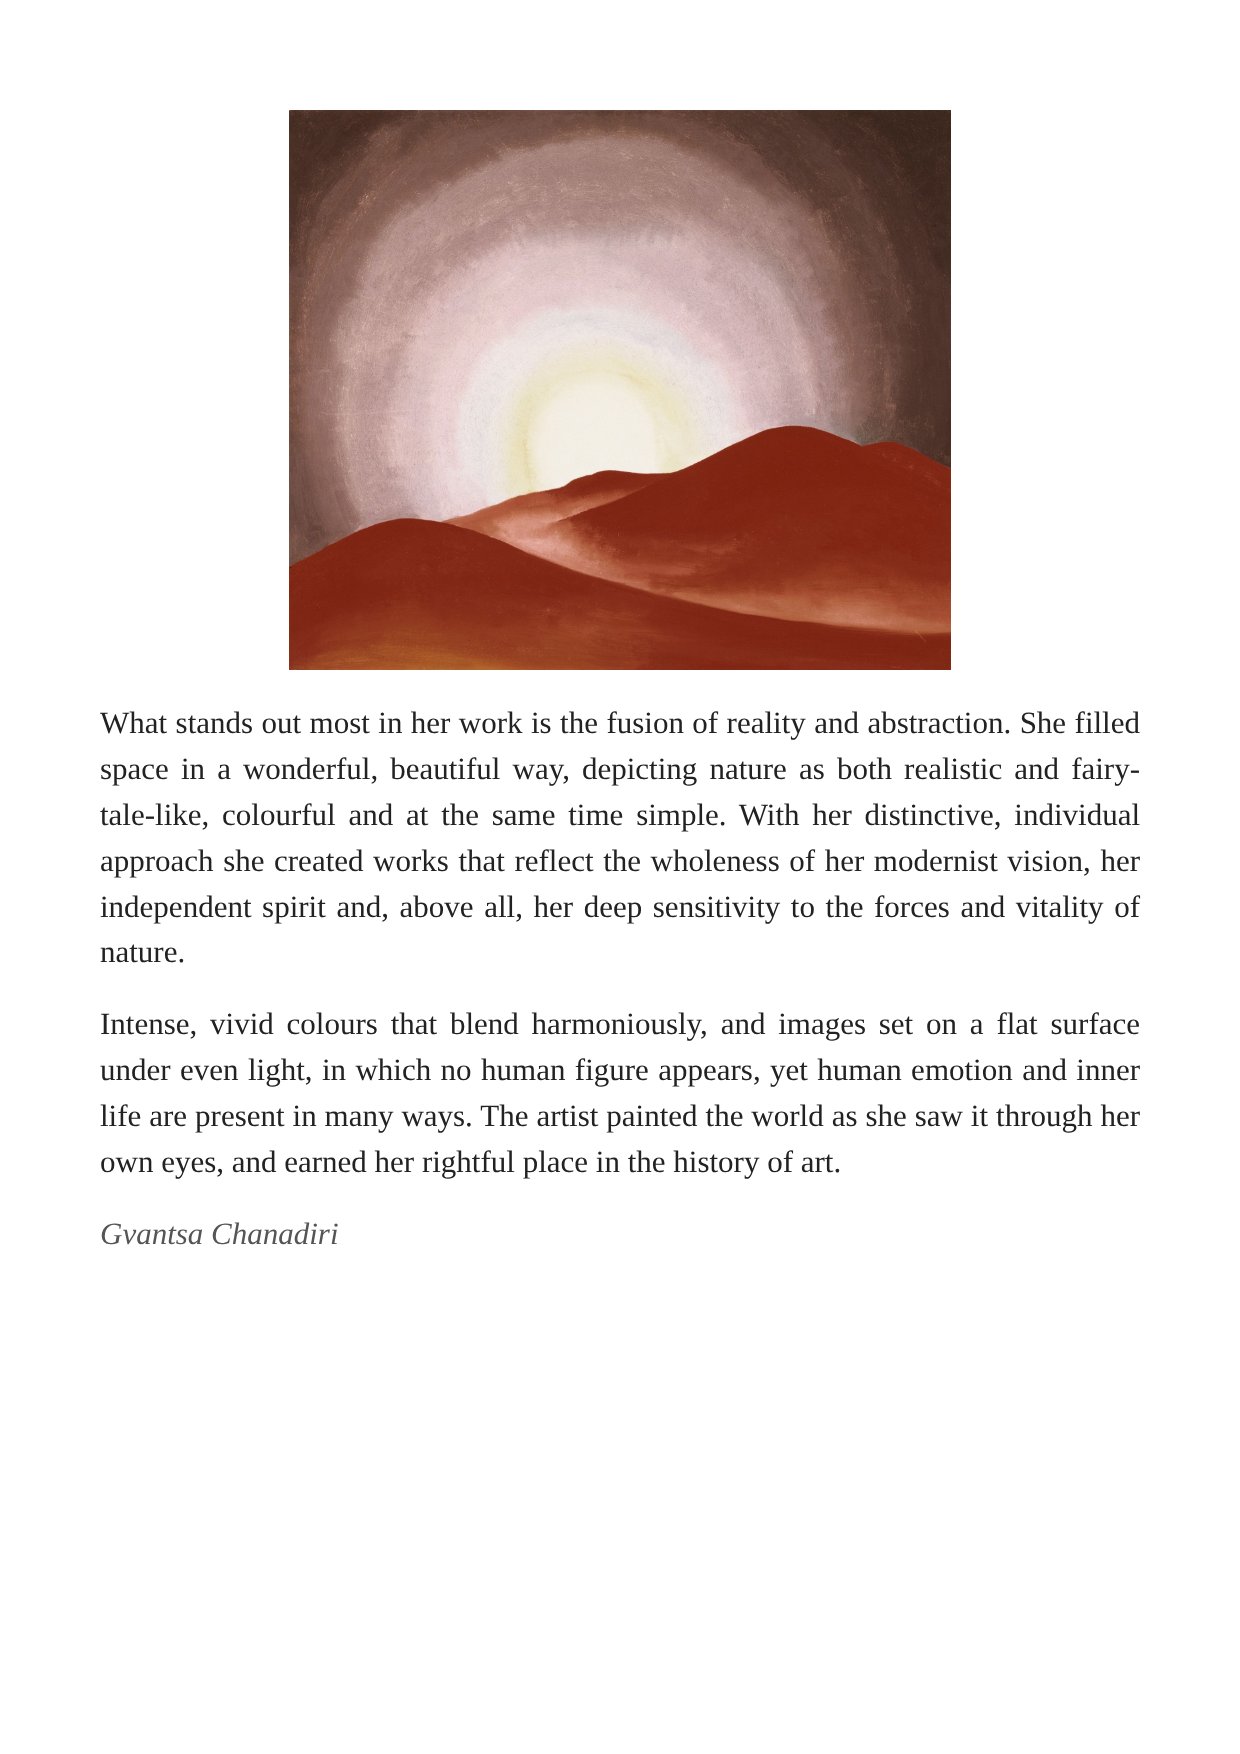 What stands out most in her work is the fusion of reality and abstraction. She filled
space in a wonderful, beautiful way, depicting nature as both realistic and fairy-
tale-like, colourful and at the same time simple. With her distinctive, individual
approach she created works that reflect the wholeness of her modernist vision, her
independent spirit and, above all, her deep sensitivity to the forces and vitality of
nature.
Intense, vivid colours that blend harmoniously, and images set on a flat surface
under even light, in which no human figure appears, yet human emotion and inner
life are present in many ways. The artist painted the world as she saw it through her
own eyes, and earned her rightful place in the history of art.
Gvantsa Chanadiri